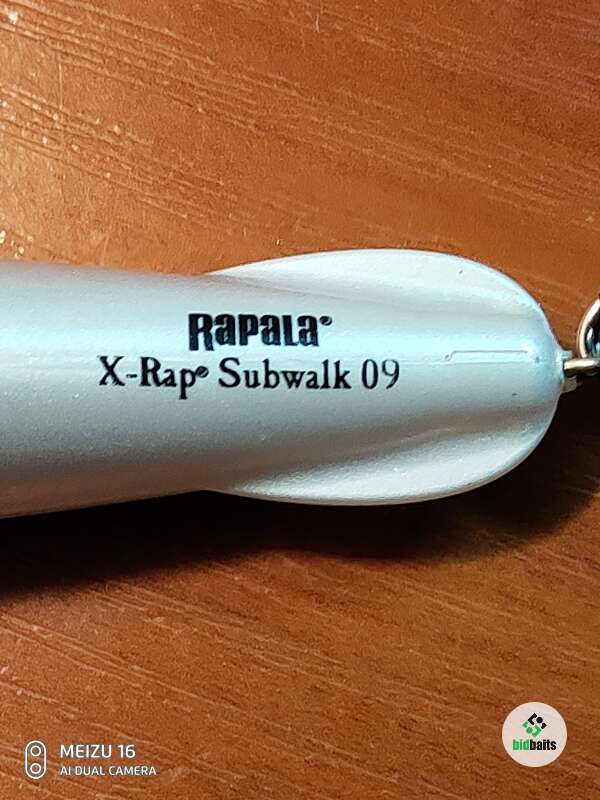 RAPALA®
X-Rap® Subwalk 09
MEIZU 16
AI DUAL CAMERA
bidbaits